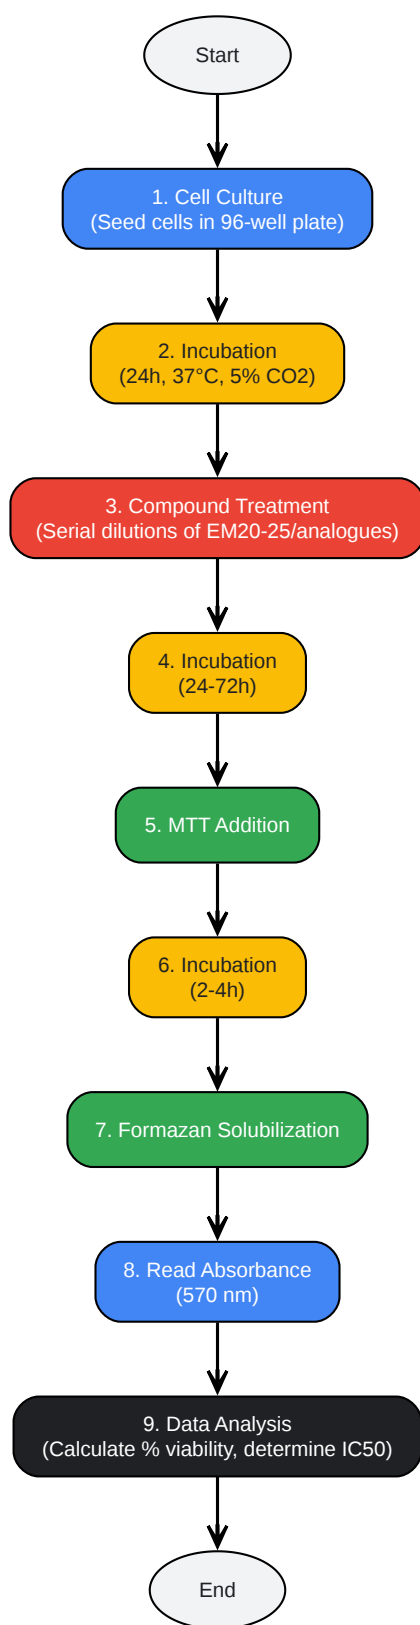 Start
1. Cell Culture
(Seed cells in 96-well plate)
2. Incubation
(24h, 37°C, 5% CO2)
3. Compound Treatment
(Serial dilutions of EM20-25/analogues)
4. Incubation
(24-72h)
5. MTT Addition
6. Incubation
(2-4h)
7. Formazan Solubilization
8. Read Absorbance
(570 nm)
9. Data Analysis
(Calculate % viability, determine IC50)
End